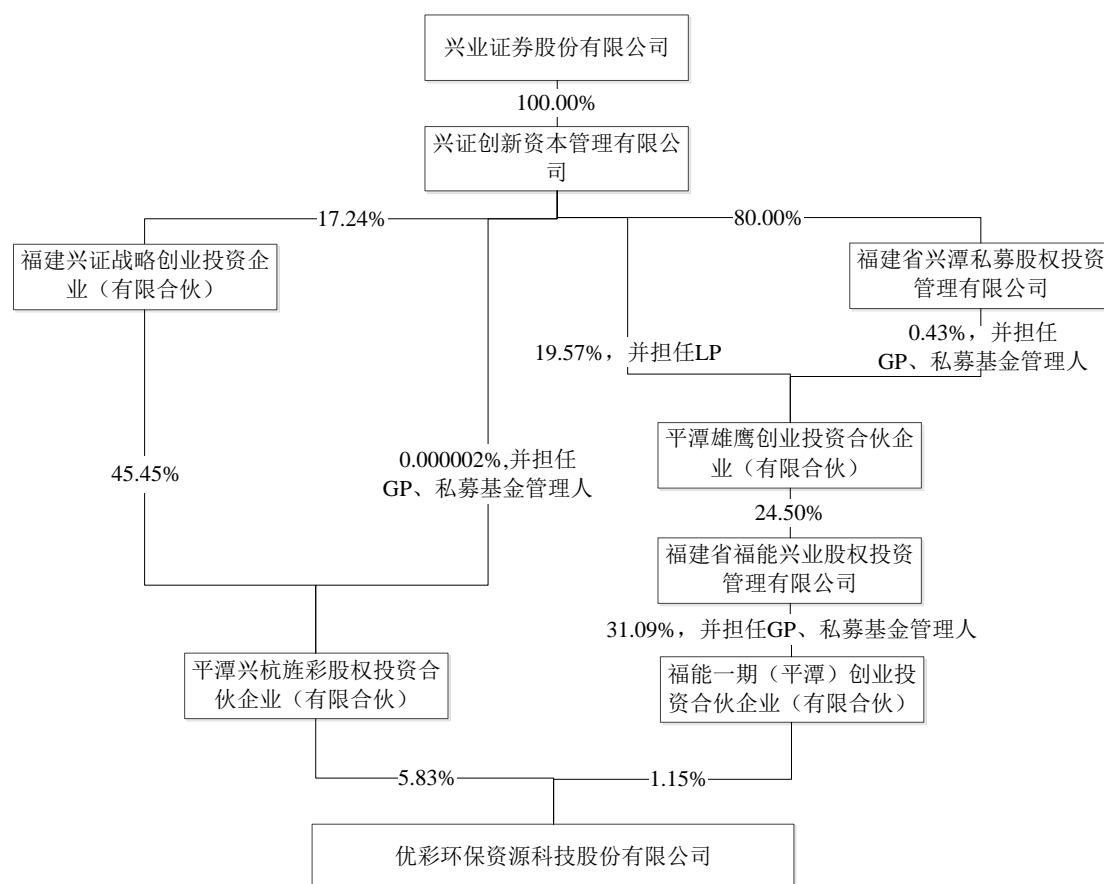 兴业证券股份有限公司
100.00%
兴证创新资本管理有限公
司
17.24%
80.00%
福建兴证战略创业投资企
业（有限合伙）
福建省兴潭私募股权投资
管理有限公司
19.57%，并担任LP
0.43%，并担任
GP、私募基金管理人
45.45%
0.000002%,并担任
GP、私募基金管理人
平潭雄鹰创业投资合伙企
业（有限合伙）
24.50%
福建省福能兴业股权投资
管理有限公司
31.09%，并担任GP、私募基金管理人
平潭兴杭旌彩股权投资合
伙企业（有限合伙）
福能一期（平潭）创业投
资合伙企业（有限合伙）
5.83%
1.15%
优彩环保资源科技股份有限公司